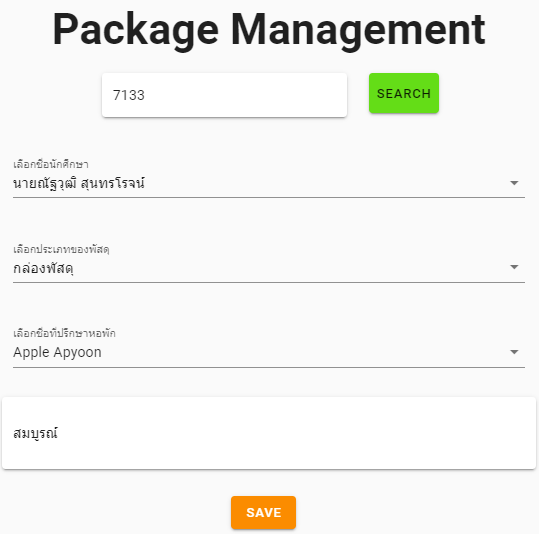 Package Management
7133
SEARCH
เลือกชื่อนักศึกษา
นายณัฐวุฒิ สุนทรโรจน์
เลือกประเภทของพัสดุ
กล่องพัสดุ
เลือกชื่อที่ปรึกษาหอพัก
Apple Apyoon
สมบูรณ์
SAVE